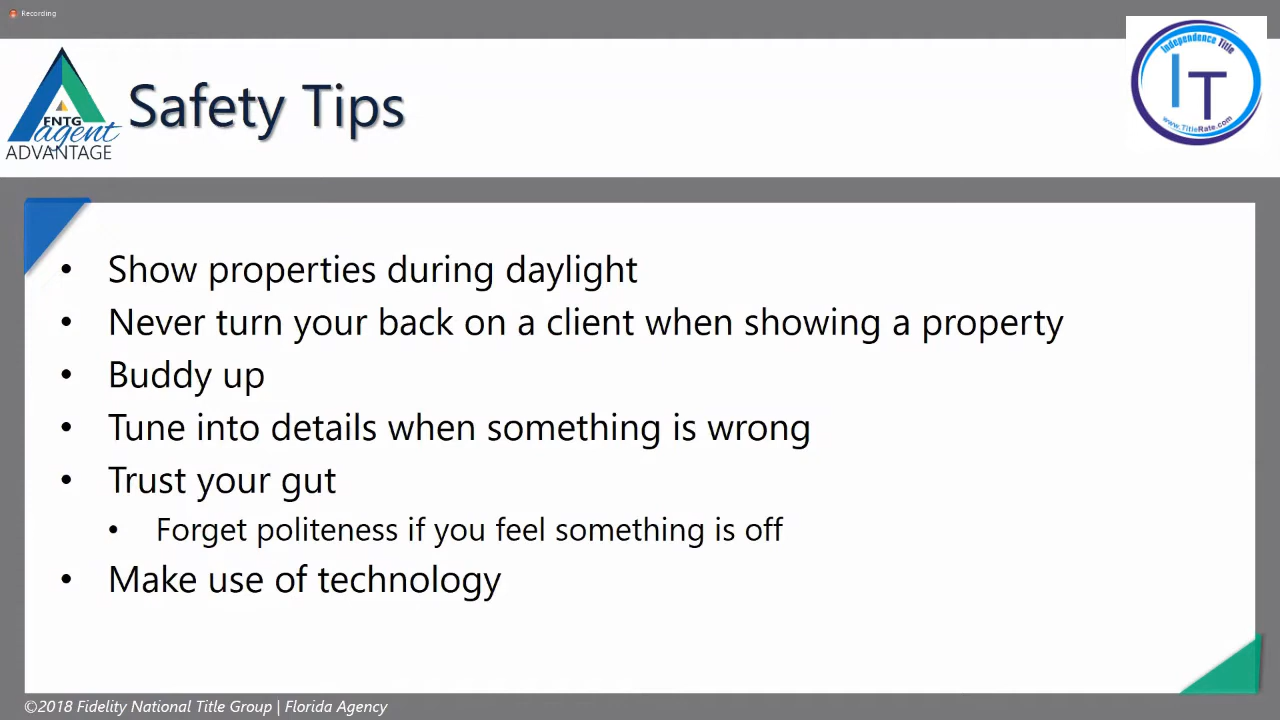 Recording
Safety Tips
FNTG
agent
ADVANTAGE
Independence Title
IT
www.TitleRate.com
• Show properties during daylight
• Never turn your back on a client when showing a property
• Buddy up
• Tune into details when something is wrong
• Trust your gut
• Forget politeness if you feel something is off
• Make use of technology
©2018 Fidelity National Title Group | Florida Agency